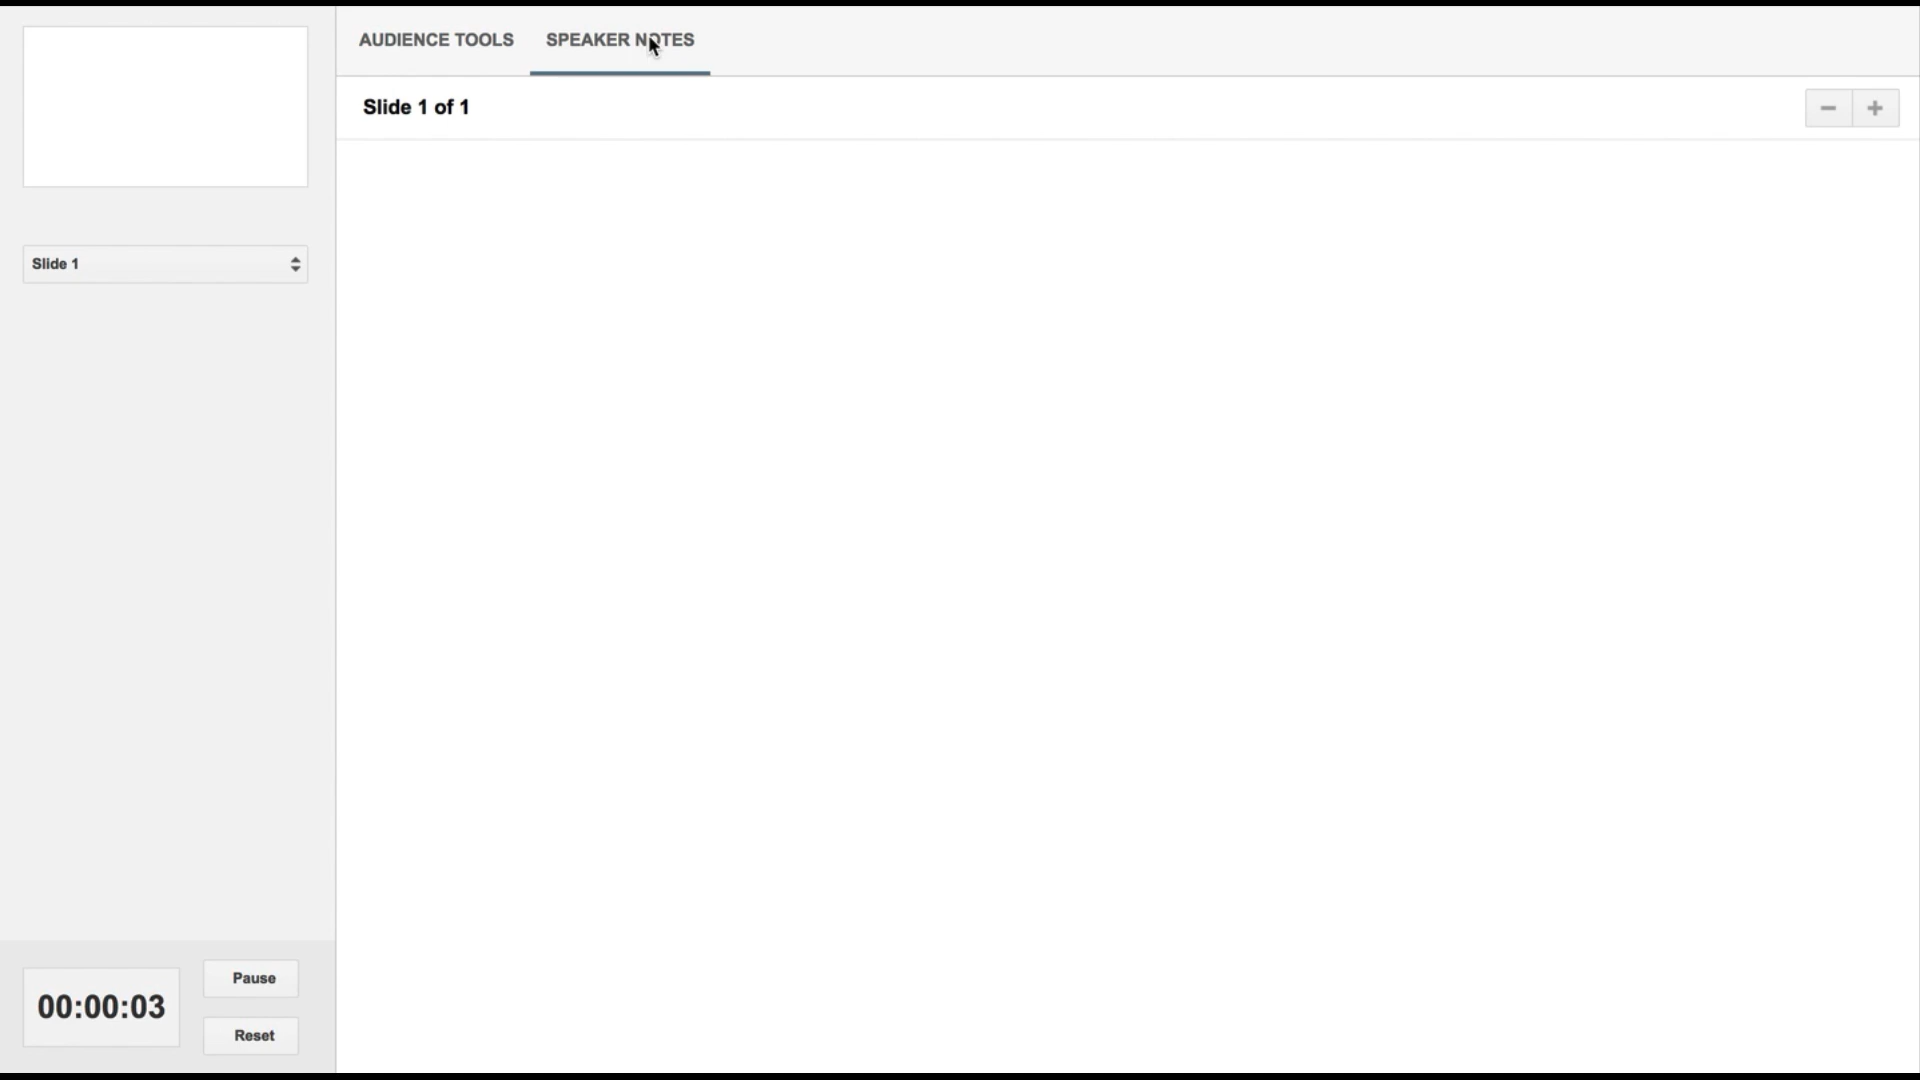 AUDIENCE TOOLS SPEAKER NOTES
Slide 1 of 1
Slide 1
00:00:03
Pause
Reset